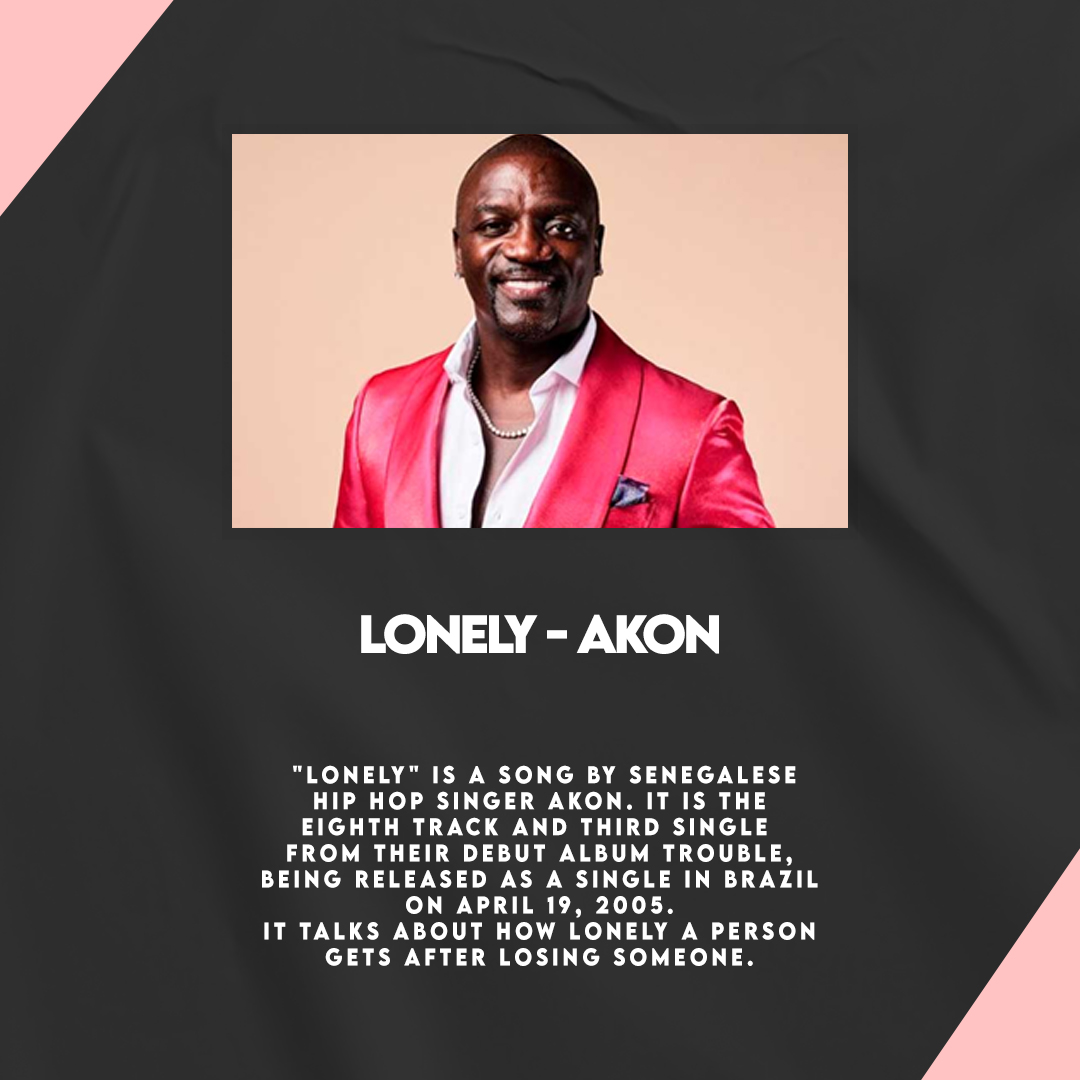 LONELY - AKON
"LONELY" IS A SONG BY SENEGALESE
HIP HOP SINGER AKON. IT IS THE
EIGHTH TRACK AND THIRD SINGLE
FROM THEIR DEBUT ALBUM TROUBLE,
BEING RELEASED AS A SINGLE IN BRAZIL
ON APRIL 19, 2005.
IT TALKS ABOUT HOW LONELY A PERSON
GETS AFTER LOSING SOMEONE.